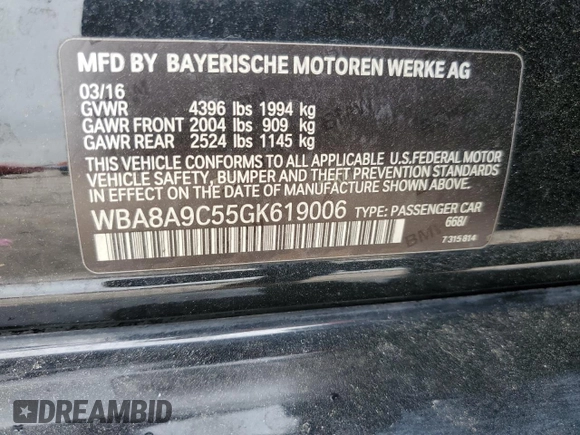 MFD BY BAYERISCHE MOTOREN WERKE AG
03/16
GVWR 4396 lbs 1994 kg
GAWR FRONT 2004 lbs 909 kg
GAWR REAR 2524 lbs 1145 kg
THIS VEHICLE CONFORMS TO ALL APPLICABLE U.S.FEDERAL MOTOR
VEHICLE SAFETY, BUMPER AND THEFT PREVENTION STANDARDS
IN EFFECT ON THE DATE OF MANUFACTURE SHOWN ABOVE.
WBA8A9C55GK619006 TYPE: PASSENGER CAR
668/
7315814
BMW
DREAMBID